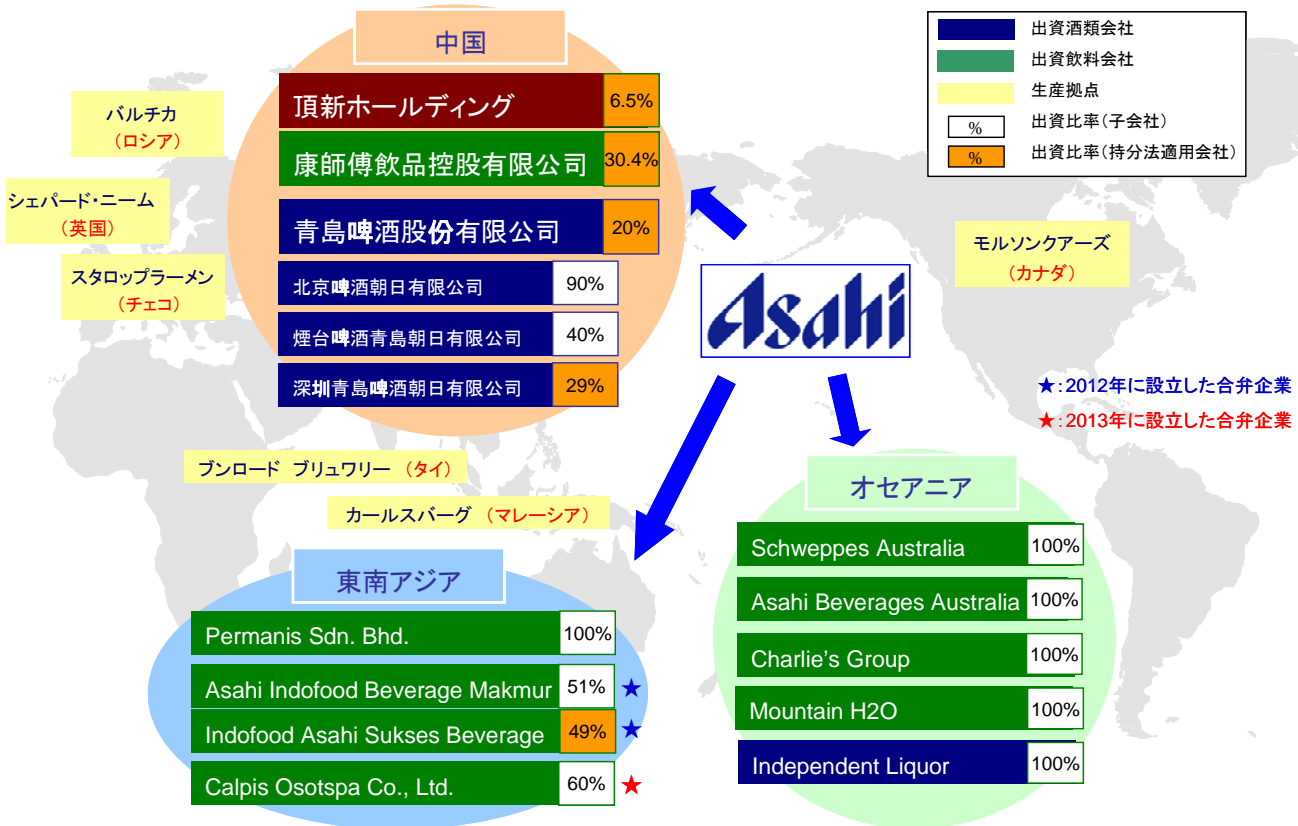 中国
頂新ホールディング 6.5%
康師傅飲品控股有限公司 30.4%
青島啤酒股份有限公司 20%
北京啤酒朝日有限公司 90%
煙台啤酒青島朝日有限公司 40%
深圳青島啤酒朝日有限公司 29%
出資酒類会社
出資飲料会社
生産拠点
% 出資比率(子会社)
% 出資比率(持分法適用会社)
バルチカ
(ロシア)
シェパード・ニーム
(英国)
スタロップラーメン
(チェコ)
モルソンクアーズ
(カナダ)
Asahi
★:2012年に設立した合弁企業
★:2013年に設立した合弁企業
ブンロード ブリュワリー (タイ)
カールスバーグ (マレーシア)
東南アジア
Permanis Sdn. Bhd. 100%
Asahi Indofood Beverage Makmur 51% ★
Indofood Asahi Sukses Beverage 49% ★
Calpis Osotspa Co., Ltd. 60% ★
オセアニア
Schweppes Australia 100%
Asahi Beverages Australia 100%
Charlie's Group 100%
Mountain H2O 100%
Independent Liquor 100%